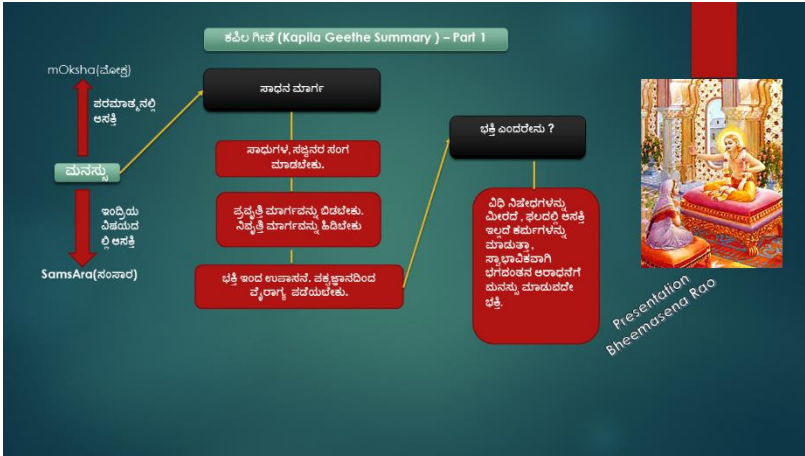 ಕಪಿಲ ಗೀತೆ (Kapila Geethe Summary ) – Part 1
mOksha(ಮೋಕ್ಷ)
ಪರಮಾತ್ಮನಲ್ಲಿ
ಆಸಕ್ತಿ
ಮನಸ್ಸು
ಇಂದ್ರಿಯ
ವಿಷಯದ
ಲ್ಲಿ ಆಸಕ್ತಿ
SamsAra(ಸಂಸಾರ)
ಸಾಧನ ಮಾರ್ಗ
ಸಾಧುಗಳ, ಸಜ್ಜನರ ಸಂಗ
ಮಾಡಬೇಕು.
ಪ್ರವೃತ್ತಿ ಮಾರ್ಗವನ್ನು ಬಿಡಬೇಕು.
ನಿವೃತ್ತಿ ಮಾರ್ಗವನ್ನು ಹಿಡಿಬೇಕು
ಭಕ್ತಿ ಇಂದ ಉಪಾಸನೆ. ಪಕ್ವಜ್ಞಾನದಿಂದ
ವೈರಾಗ್ಯ ಪಡೆಯಬೇಕು.
ಭಕ್ತಿ ಎಂದರೇನು ?
ವಿಧಿ ನಿಷೇಧಗಳನ್ನು
ಮೀರದೆ , ಫಲದಲ್ಲಿ ಆಸಕ್ತಿ
ಇಲ್ಲದೆ ಕರ್ಮಗಳನ್ನು
ಮಾಡುತ್ತಾ ,
ಸ್ವಾಭಾವಿಕವಾಗಿ
ಭಗದಂತನ ಆರಾಧನೆಗೆ
ಮನಸ್ಸು ಮಾಡುವದೇ
ಭಕ್ತಿ.
Presentation
Bheemasena Rao